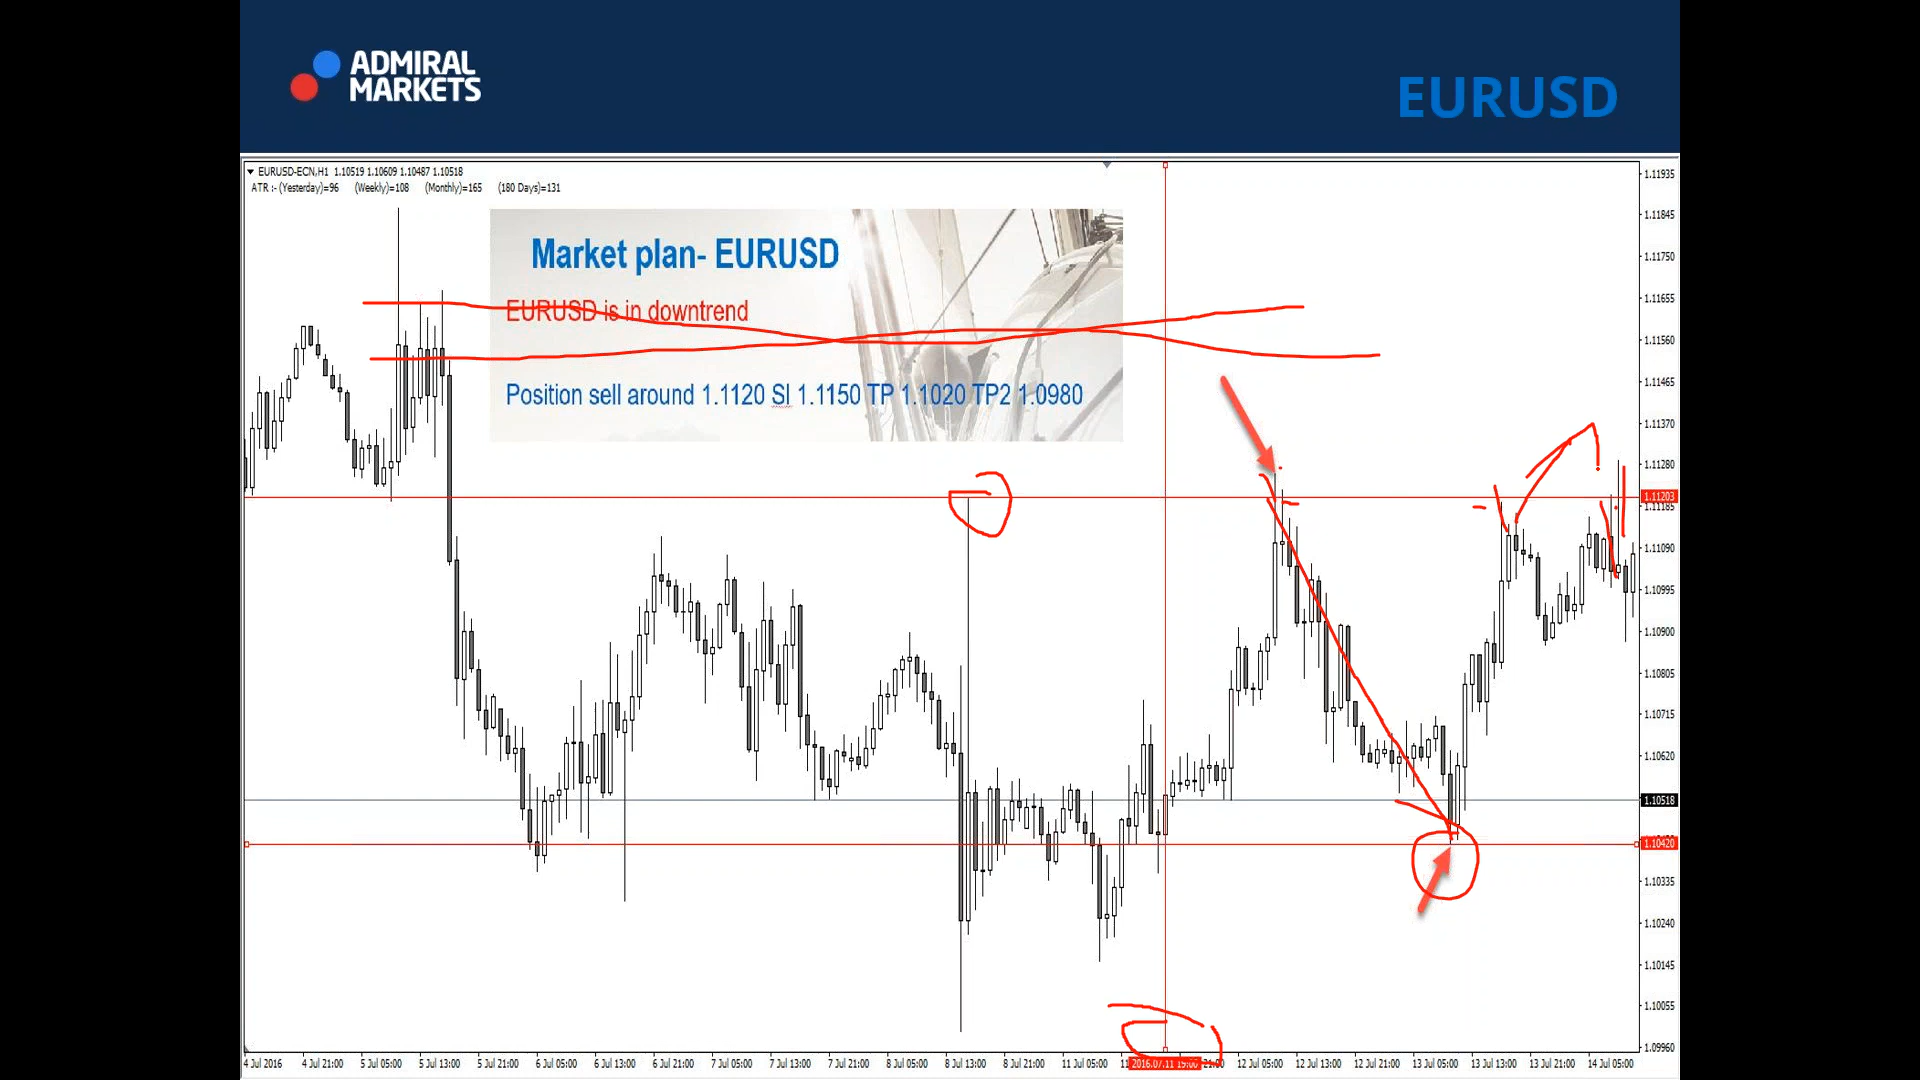 ADMIRAL
MARKETS
EURUSD
EURUSD-ECN,H1 1.10519 1.10609 1.10487 1.10518
ATR :- (Yesterday)=96 (Weekly)=108 (Monthly)=165 (180 Days)=131
Market plan- EURUSD
EURUSD is in downtrend
Position sell around 1.1120 Sl 1.1150 TP 1.1020 TP2 1.0980
1.11935
1.11845
1.11750
1.11655
1.11560
1.11465
1.11370
1.11280
1.11203
1.11185
1.11090
1.10995
1.10900
1.10805
1.10715
1.10620
1.10518
1.10420
1.10335
1.10240
1.10145
1.10055
1.09960
4 Jul 2016 4 Jul 21:00 5 Jul 05:00 5 Jul 13:00 5 Jul 21:00 6 Jul 05:00 6 Jul 13:00 6 Jul 21:00 7 Jul 05:00 7 Jul 13:00 7 Jul 21:00 8 Jul 05:00 8 Jul 13:00 8 Jul 21:00 11 Jul 05:00 2016.07.11 19:00 12 Jul 05:00 12 Jul 13:00 12 Jul 21:00 13 Jul 05:00 13 Jul 13:00 13 Jul 21:00 14 Jul 05:00